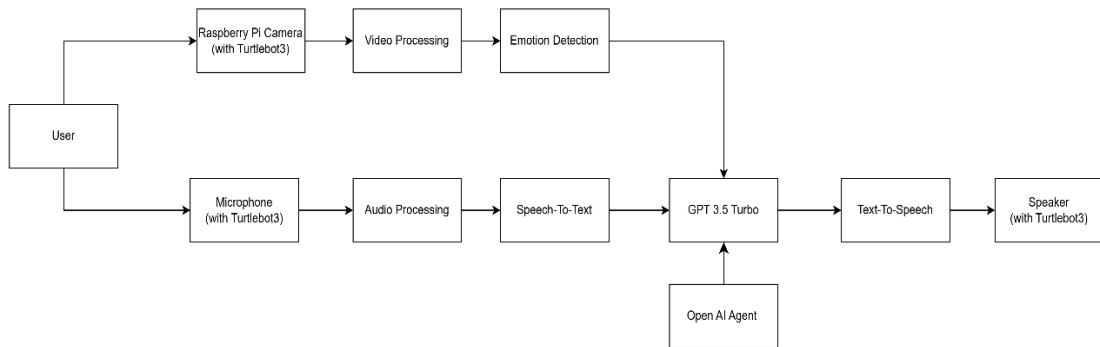 Raspberry Pi Camera
(with Turtlebot3)
Video Processing
Emotion Detection
User
Microphone
(with Turtlebot3)
Audio Processing
Speech-To-Text
GPT 3.5 Turbo
Text-To-Speech
Speaker
(with Turtlebot3)
Open AI Agent